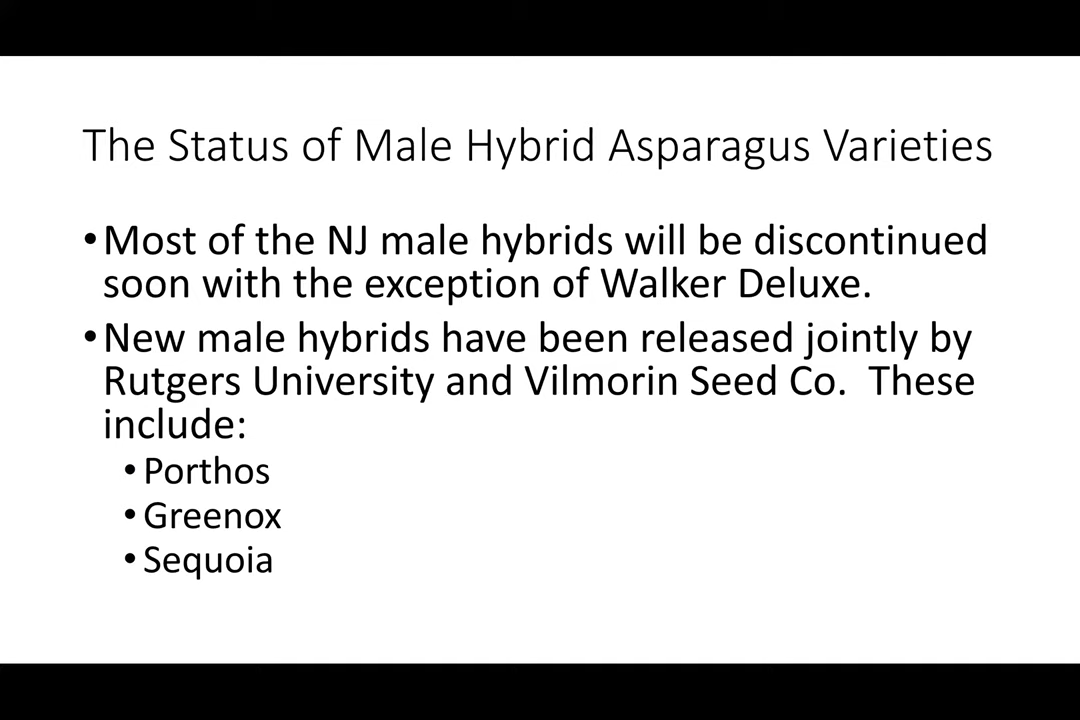 The Status of Male Hybrid Asparagus Varieties
•Most of the NJ male hybrids will be discontinued
soon with the exception of Walker Deluxe.
•New male hybrids have been released jointly by
Rutgers University and Vilmorin Seed Co.  These
include:
•Porthos
•Greenox
•Sequoia